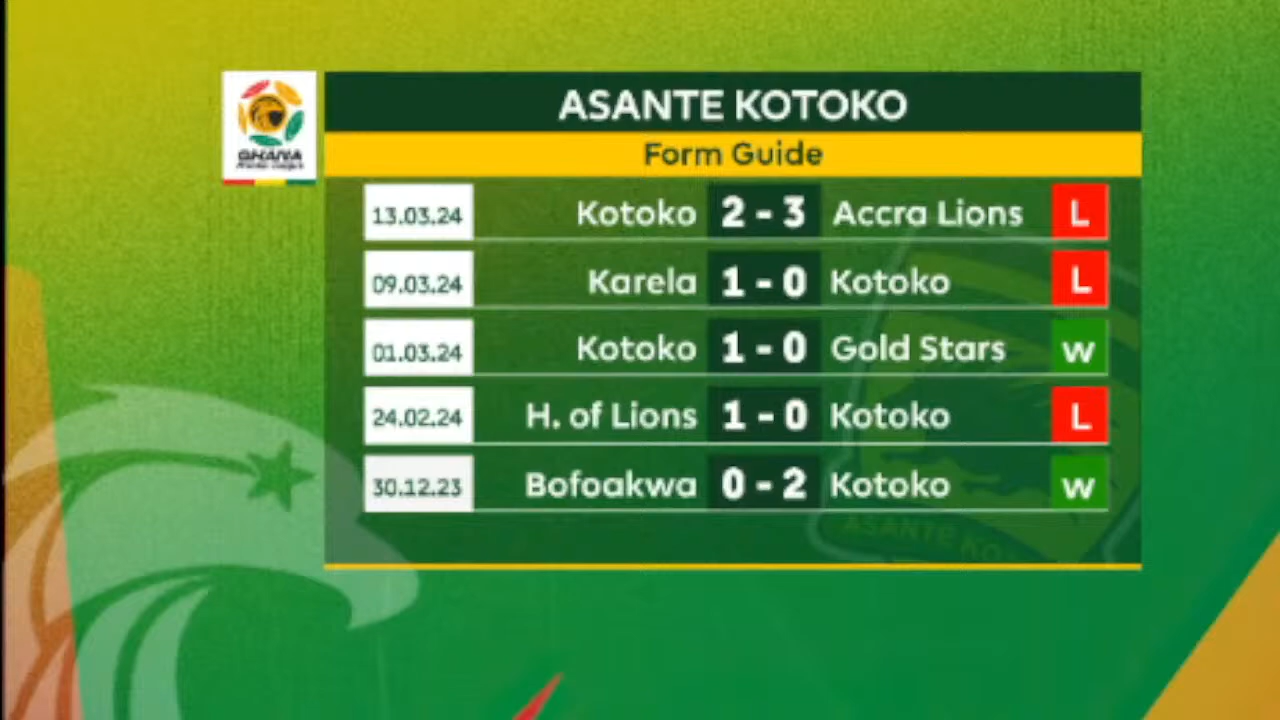 ASANTE KOTOKO
GHANA
Form Guide
13.03.24 Kotoko 2 - 3 Accra Lions L
09.03.24 Karela 1 - 0 Kotoko L
01.03.24 Kotoko 1 - 0 Gold Stars W
24.02.24 H. of Lions 1 - 0 Kotoko L
30.12.23 Bofoakwa 0 - 2 Kotoko W
ASANTE KO